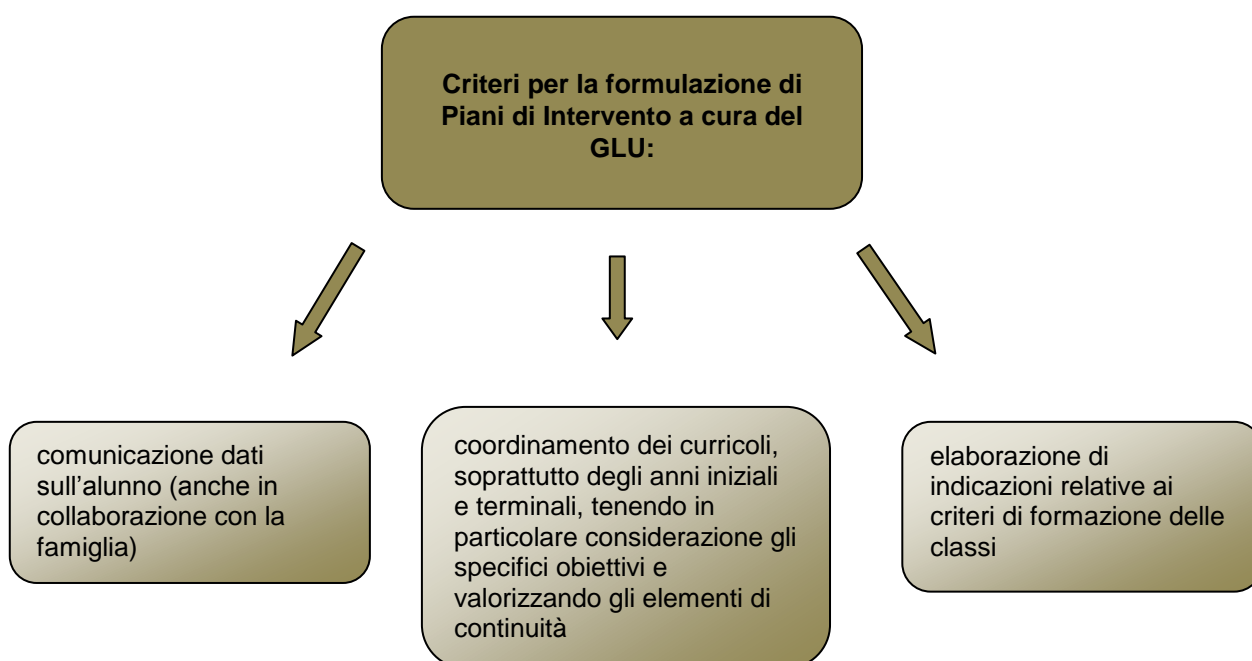 Criteri per la formulazione di
Piani di Intervento a cura del
GLU:
comunicazione dati
sull’alunno (anche in
collaborazione con la
famiglia)
coordinamento dei curricoli,
soprattutto degli anni iniziali
e terminali, tenendo in
particolare considerazione gli
specifici obiettivi e
valorizzando gli elementi di
continuità
elaborazione di
indicazioni relative ai
criteri di formazione delle
classi